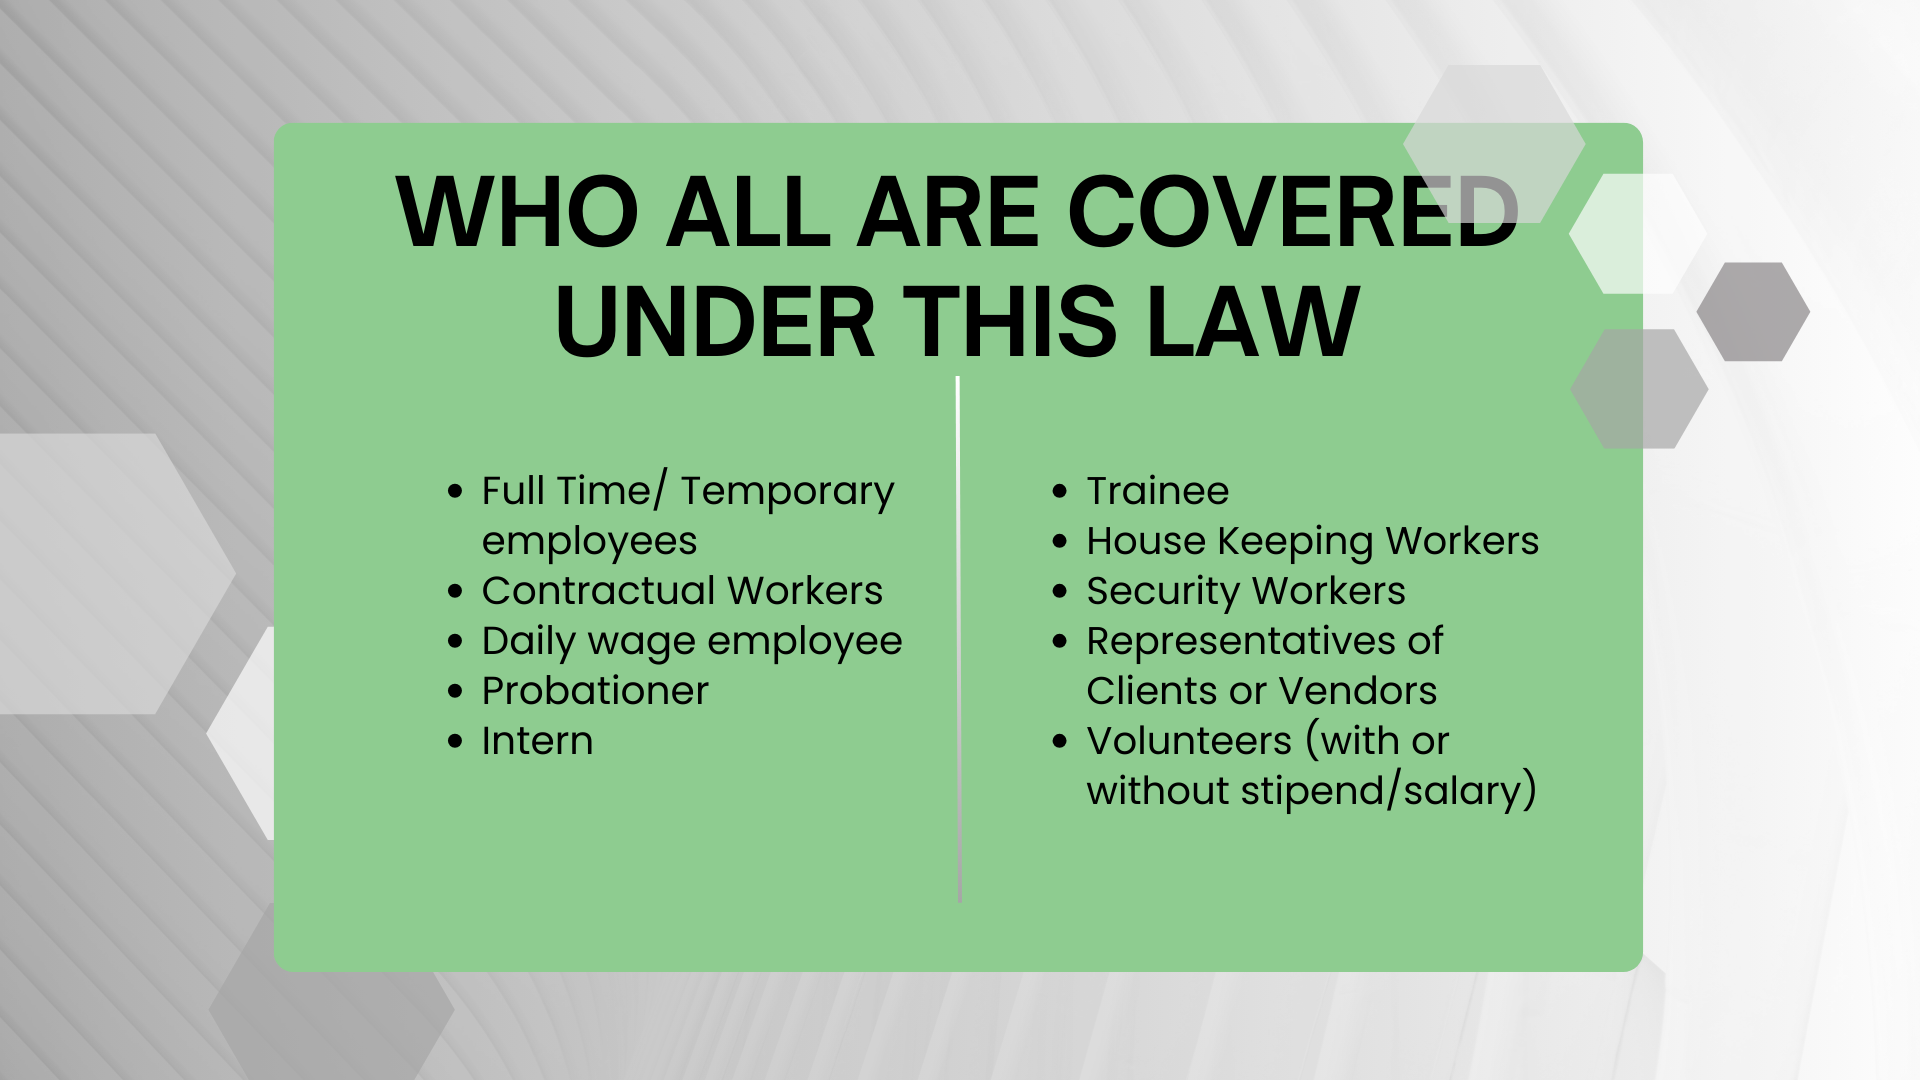 WHO ALL ARE COVERED
UNDER THIS LAW
• Full Time/ Temporary
employees
• Contractual Workers
• Daily wage employee
• Probationer
• Intern
• Trainee
• House Keeping Workers
• Security Workers
• Representatives of
Clients or Vendors
• Volunteers (with or
without stipend/salary)